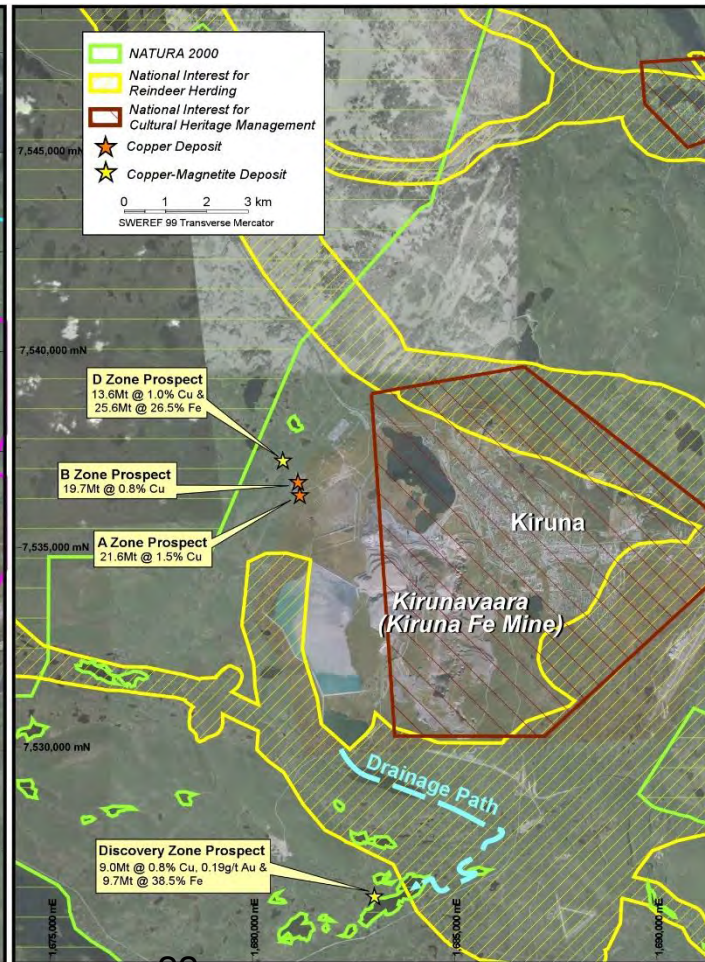 NATURA 2000
National Interest for
Reindeer Herding
National Interest for
Cultural Heritage Management
Copper Deposit
Copper-Magnetite Deposit
0 1 2 3 km
SWEREF 99 Transverse Mercator
7,545,000 mN
7,540,000 mN
D Zone Prospect
13.6Mt @ 1.0% Cu &
25.6Mt @ 26.5% Fe
B Zone Prospect
19.7Mt @ 0.8% Cu
A Zone Prospect
21.6Mt @ 1.5% Cu
Kiruna
7,535,000 mN
Kirunavaara
(Kiruna Fe Mine)
7,530,000 mN
Drainage Path
Discovery Zone Prospect
9.0Mt @ 0.8% Cu, 0.19g/t Au &
9.7Mt @ 38.5% Fe
1,675,000 mE
1,680,000 mE
1,685,000 mE
1,690,000 mE